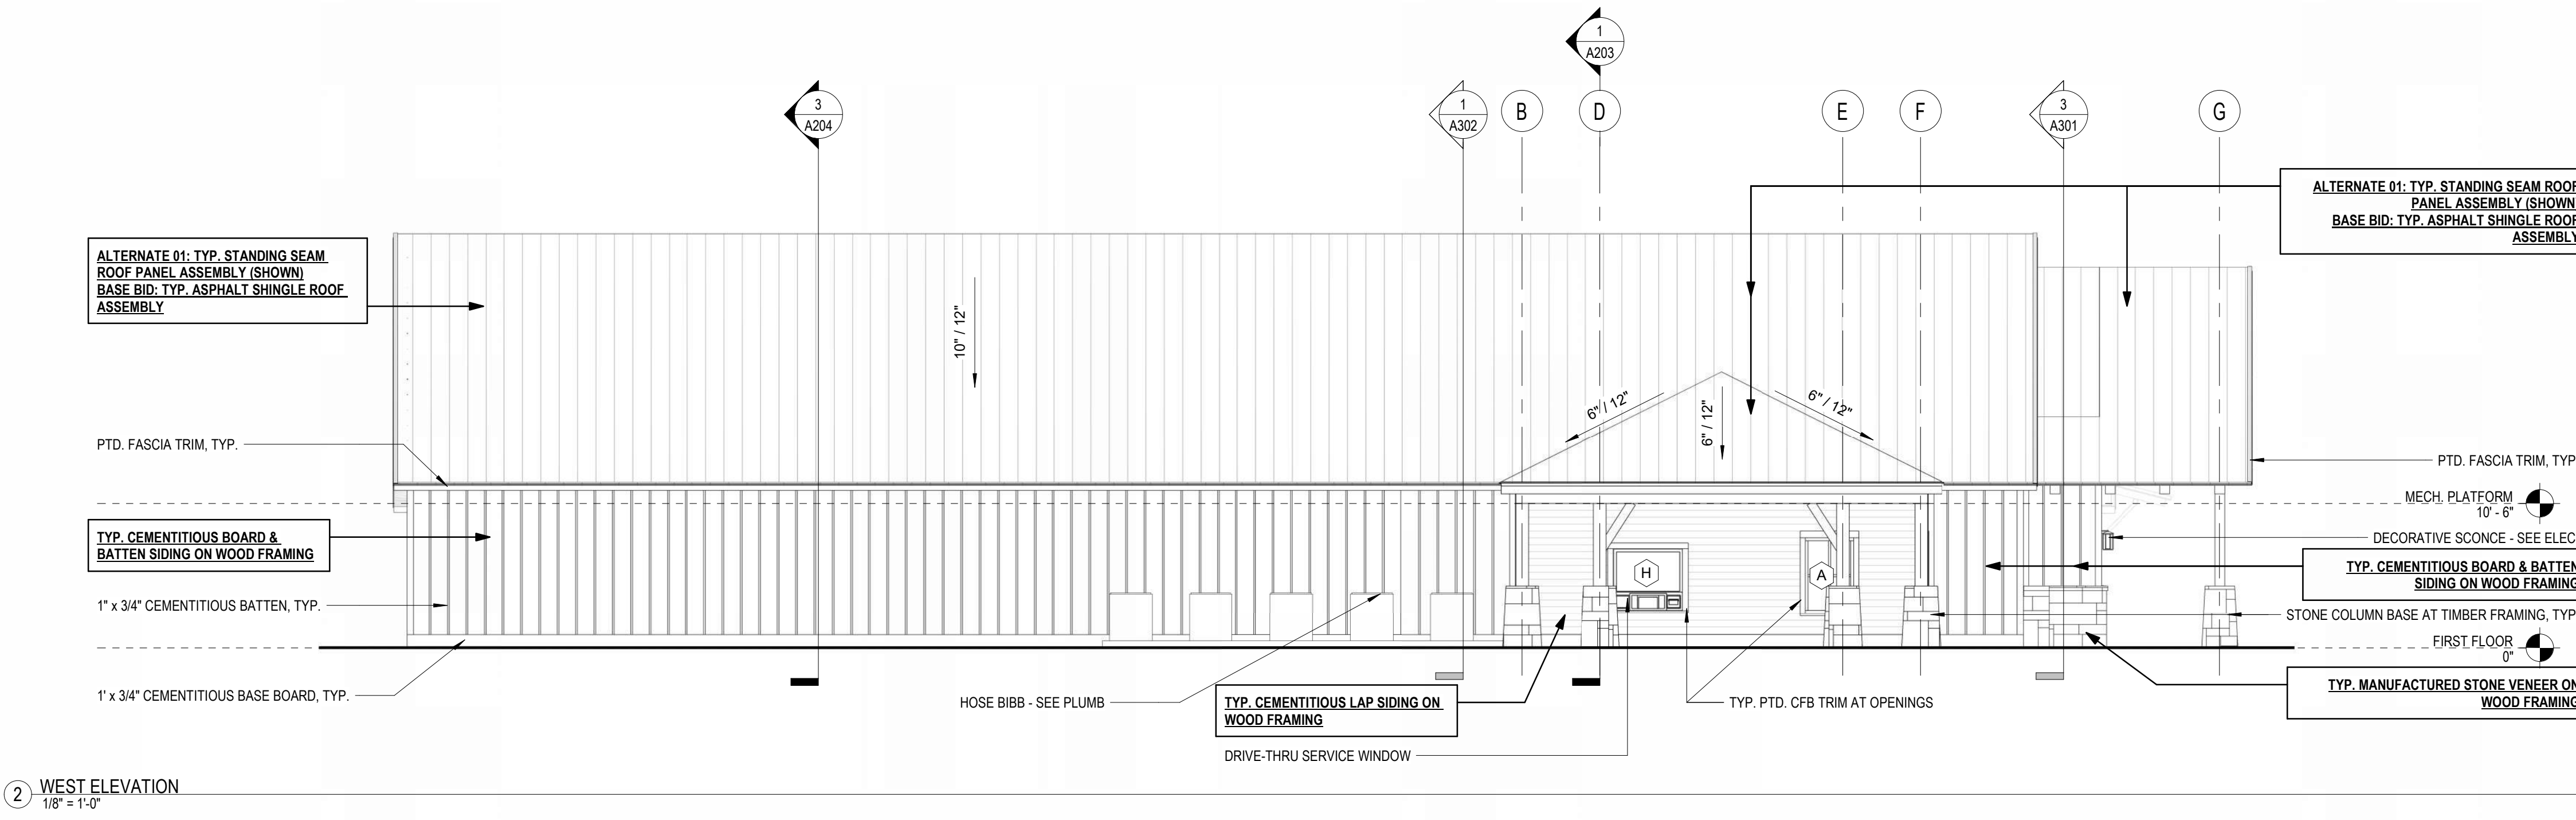 1
A203
3
A204
1
A302
B
D
E
F
3
A301
G
ALTERNATE 01: TYP. STANDING SEAM
ROOF PANEL ASSEMBLY (SHOWN)
BASE BID: TYP. ASPHALT SHINGLE ROOF
ASSEMBLY
ALTERNATE 01: TYP. STANDING SEAM ROOF
PANEL ASSEMBLY (SHOWN
BASE BID: TYP. ASPHALT SHINGLE ROOF
ASSEMBLY
10" / 12"
6" / 12"
6" / 12"
6" / 12"
PTD. FASCIA TRIM, TYP.
PTD. FASCIA TRIM, TYP
MECH. PLATFORM
10' - 6"
TYP. CEMENTITIOUS BOARD &
BATTEN SIDING ON WOOD FRAMING
DECORATIVE SCONCE - SEE ELEC
H
A
TYP. CEMENTITIOUS BOARD & BATTEN
SIDING ON WOOD FRAMING
1" x 3/4" CEMENTITIOUS BATTEN, TYP.
STONE COLUMN BASE AT TIMBER FRAMING, TYP
FIRST FLOOR
0"
1' x 3/4" CEMENTITIOUS BASE BOARD, TYP.
HOSE BIBB - SEE PLUMB
TYP. CEMENTITIOUS LAP SIDING ON
WOOD FRAMING
TYP. PTD. CFB TRIM AT OPENINGS
TYP. MANUFACTURED STONE VENEER ON
WOOD FRAMING
DRIVE-THRU SERVICE WINDOW
2
WEST ELEVATION
1/8" = 1'-0"